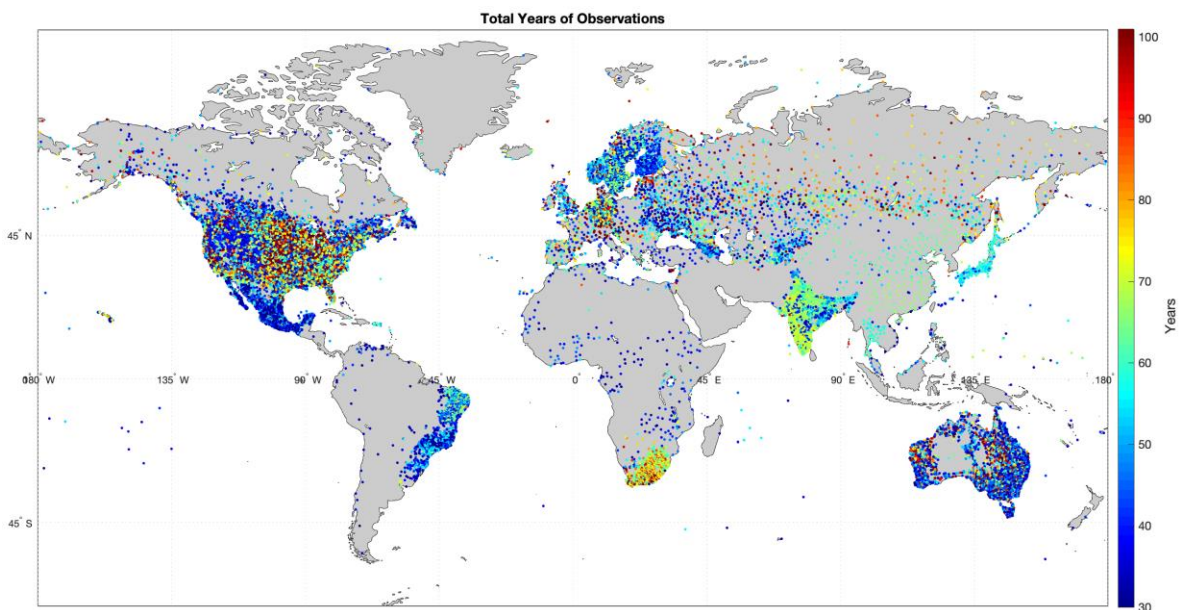 Total Years of Observations
100
90
80
70
60
50
40
30
Years
45° N
180° W
135° W
90° W
45° W
0
45° E
90° E
135° E
180°
45° S